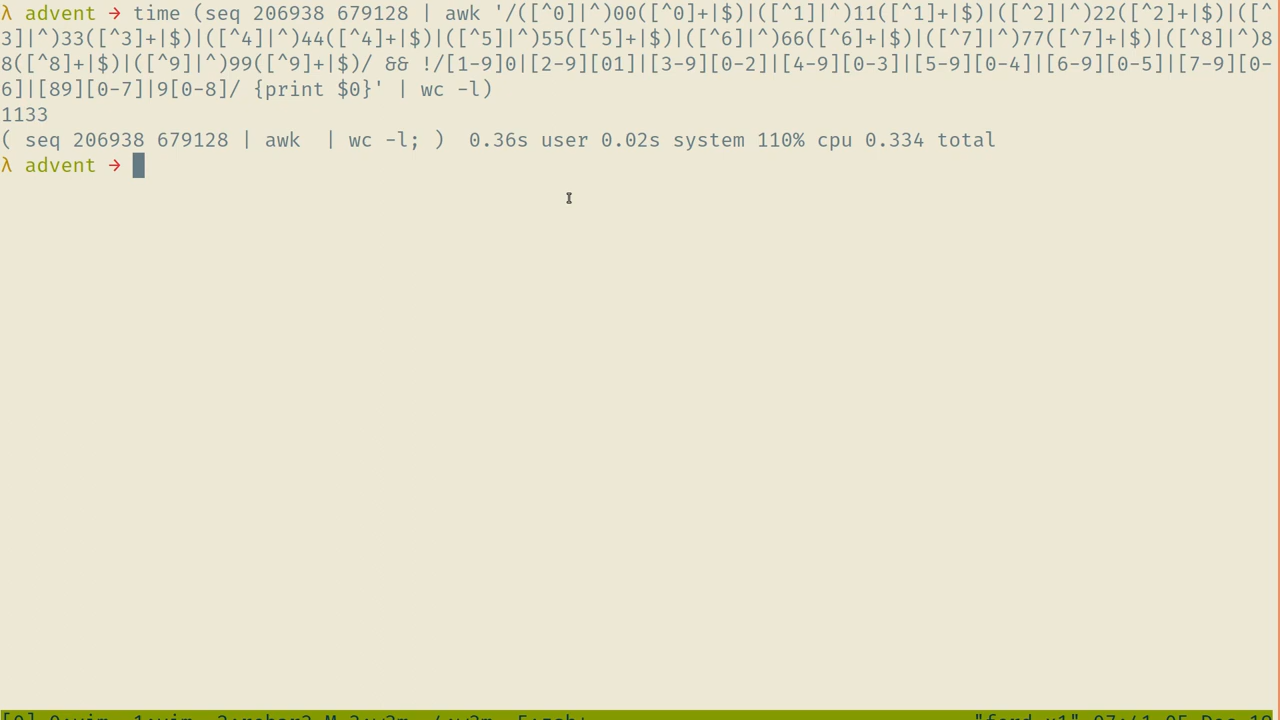 λ advent → time (seq 206938 679128 | awk '/([^0]|^)00([^0]+|$)|([^1]|^)11([^1]+|$)|([^2]|^)22([^2]+|$)|([^
3]|^)33([^3]+|$)|([^4]|^)44([^4]+|$)|([^5]|^)55([^5]+|$)|([^6]|^)66([^6]+|$)|([^7]|^)77([^7]+|$)|([^8]|^)8
8([^8]+|$)|([^9]|^)99([^9]+|$)/ && !/[1-9]0|[2-9][01]|[3-9][0-2]|[4-9][0-3]|[5-9][0-4]|[6-9][0-5]|[7-9][0-
6]|[89][0-7]|9[0-8]/ {print $0}' | wc -l)
1133
( seq 206938 679128 | awk  | wc -l; )  0.36s user 0.02s system 110% cpu 0.334 total
λ advent →